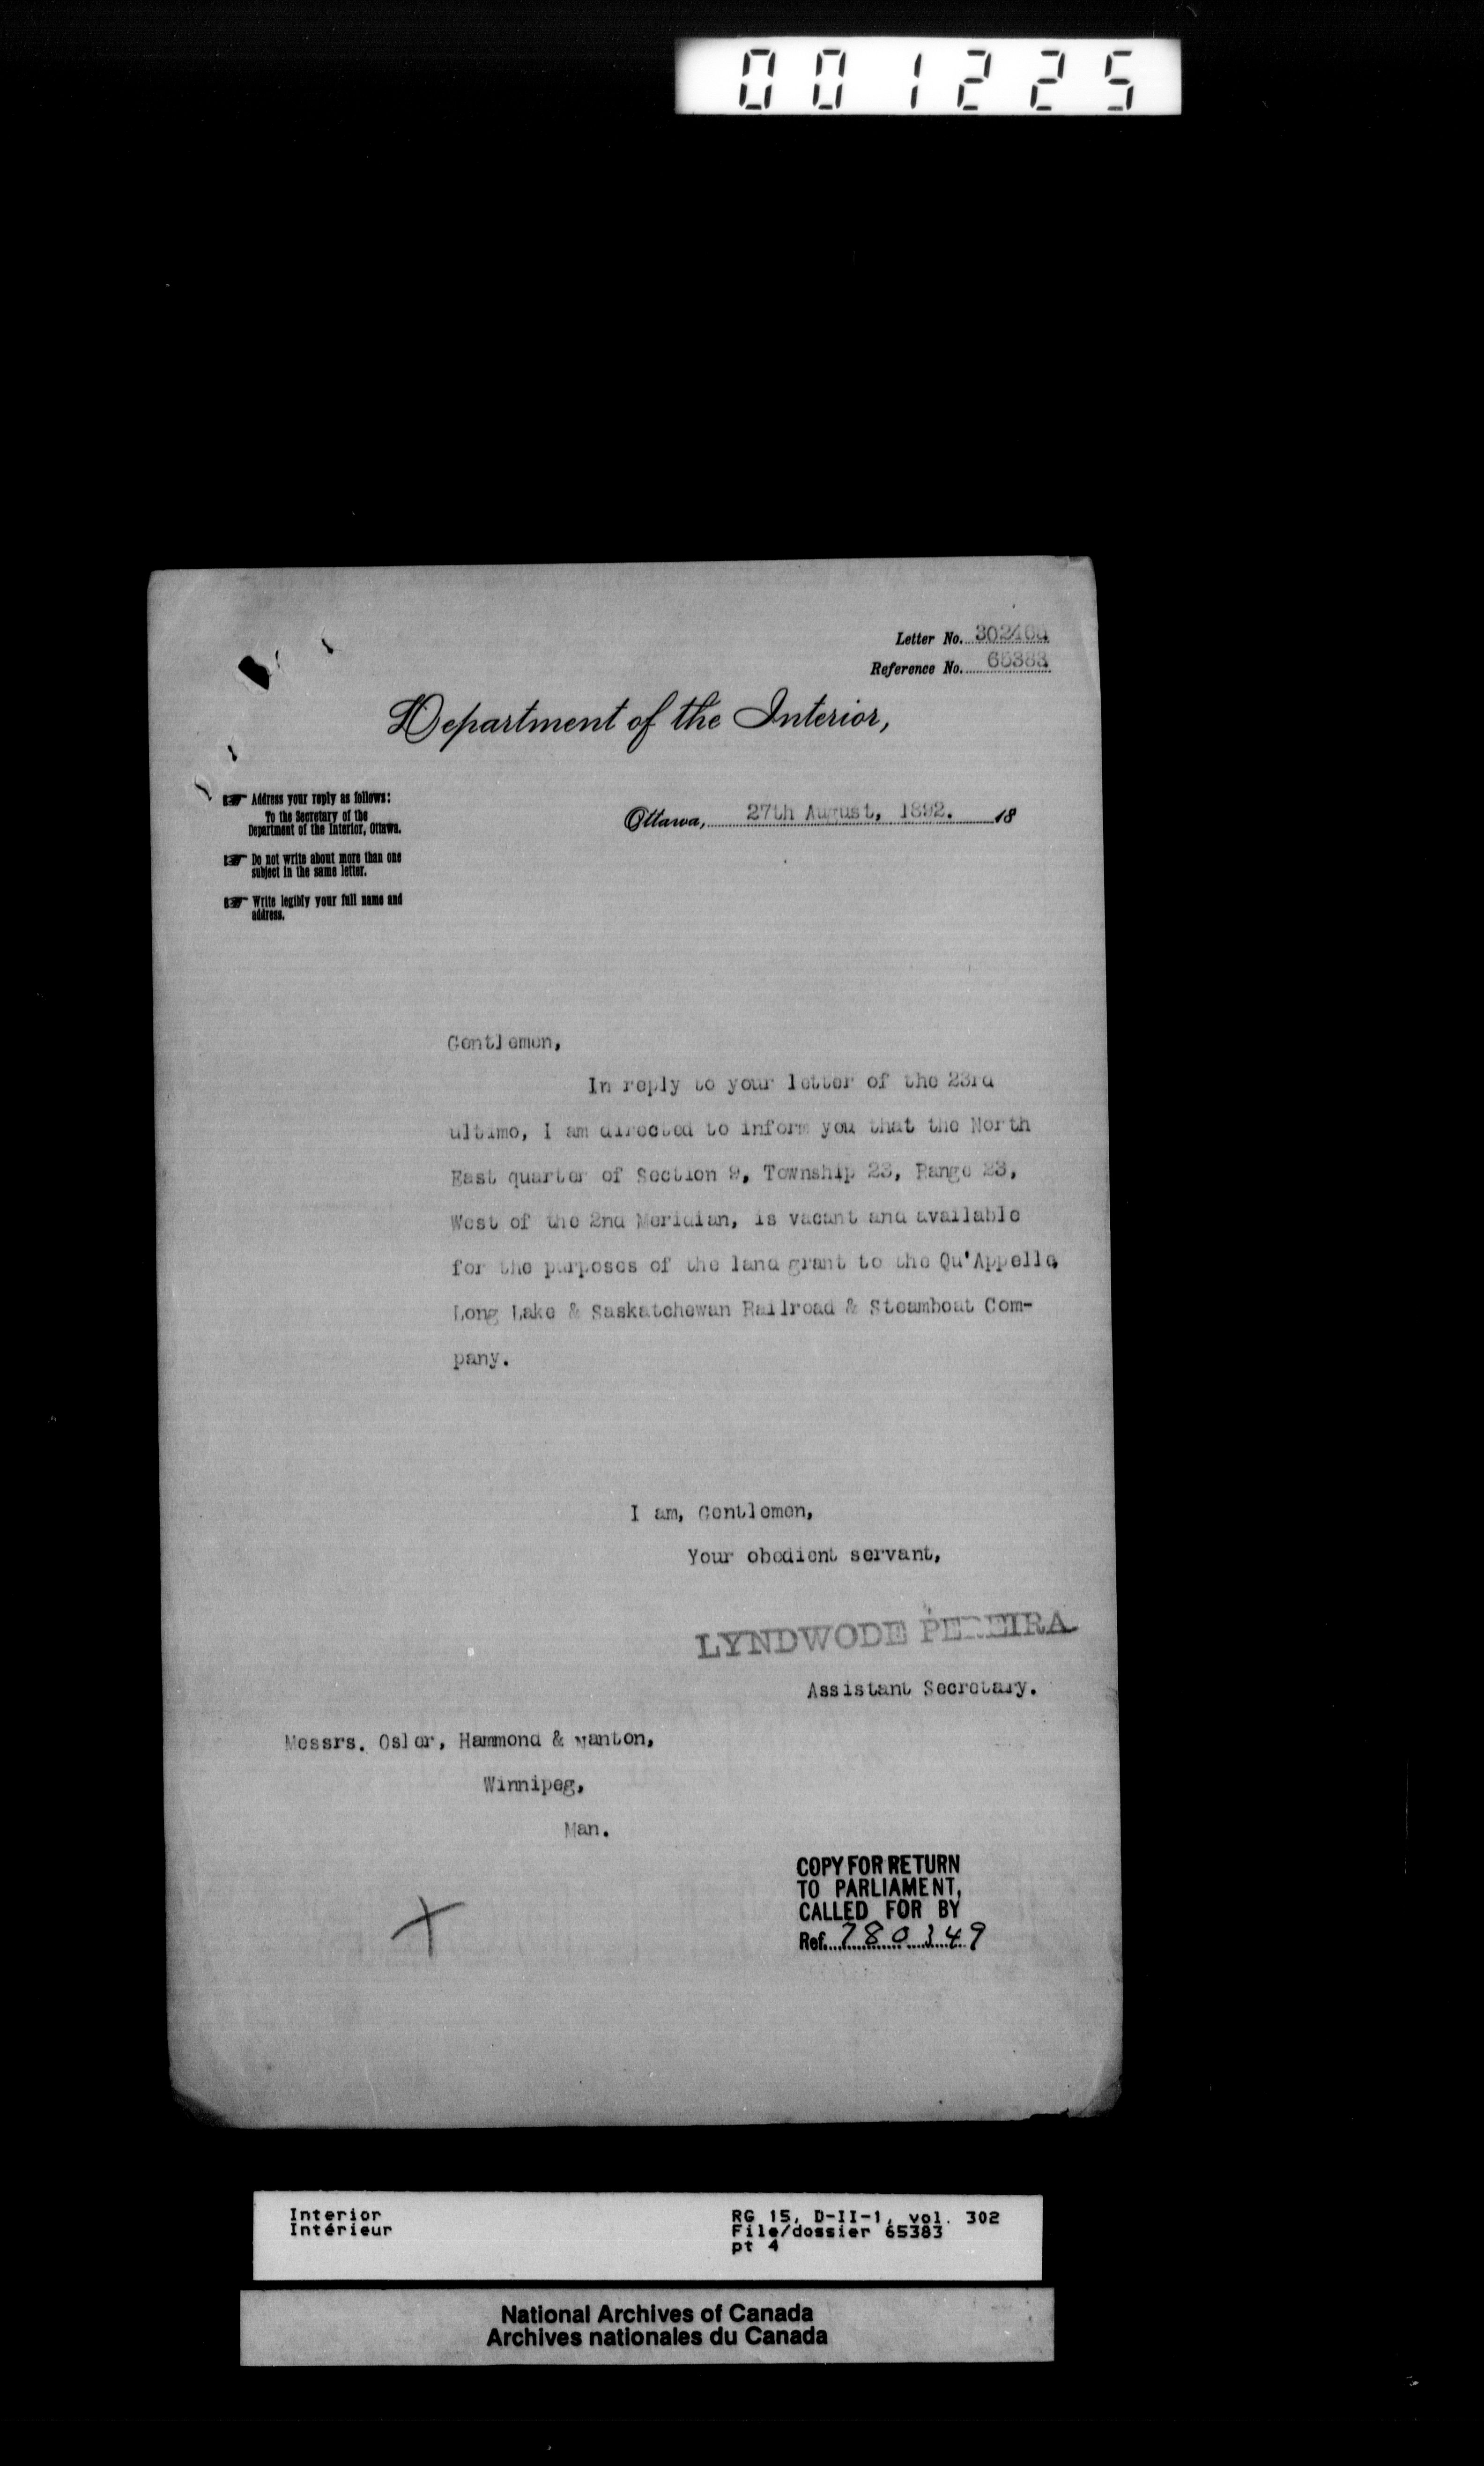 001225
Letter No. 302460
Reference No. 65383
Department of the Interior,
Address your reply as follows:
To the Secretary of the
Department of the Interior, Ottawa.
Ottawa, 27th August, 1892. 18
Do not write about more than one
subject in the same letter.
Write legibly your full name and
address.
Gentlemen,
In reply to your letter of the 23rd
ultimo, I am directed to inform you that the North
East quarter of Section 9, Township 23, Range 23,
West of the 2nd Meridian, is vacant and available
for the purposes of the land grant to the Qu'Appelle,
Long Lake & Saskatchewan Railroad & Steamboat Com-
pany.
I am, Gentlemen,
Your obedient servant,
LYNDWODE PEREIRA
Assistant Secretary.
Messrs. Osler, Hammond & Nanton,
Winnipeg,
Man.
COPY FOR RETURN
TO PARLIAMENT,
CALLED FOR BY
Ref. 780349
Interior
Intérieur
RG 15, D-II-1, vol. 302
File/dossier 65383
pt 4
National Archives of Canada
Archives nationales du Canada